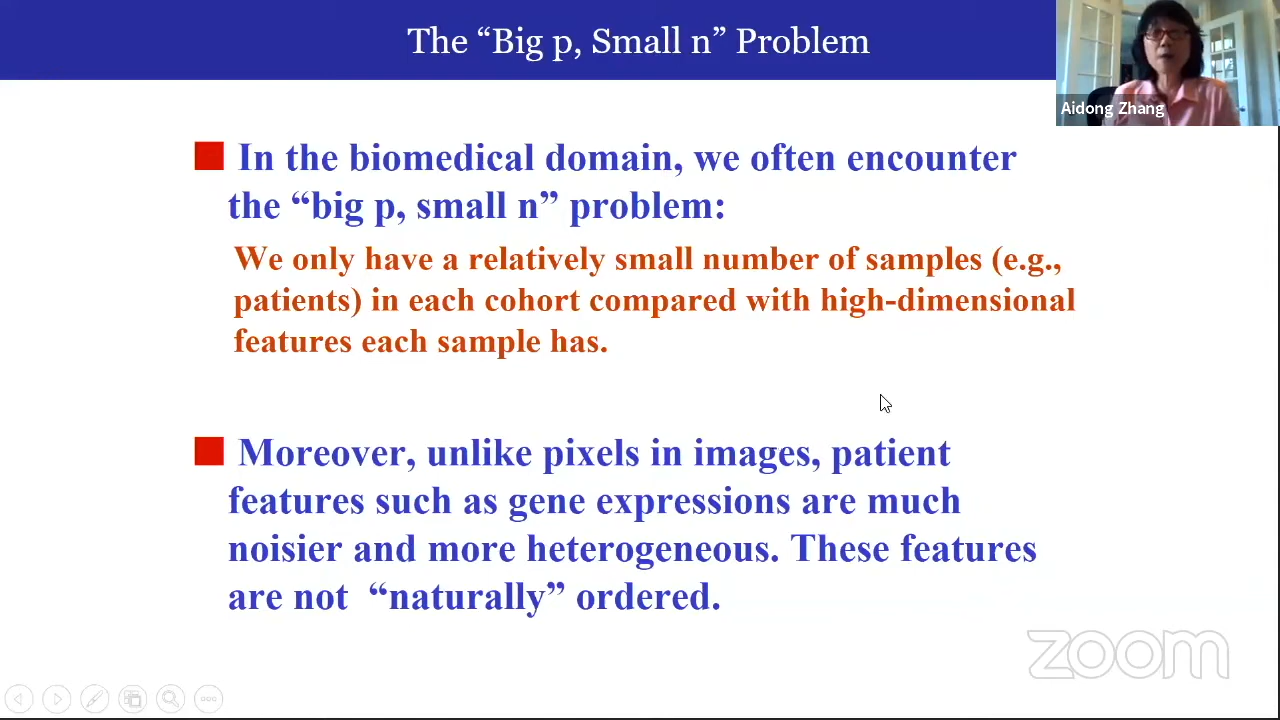 The “Big p, Small n” Problem
Aidong Zhang
In the biomedical domain, we often encounter
the “big p, small n” problem:
We only have a relatively small number of samples (e.g.,
patients) in each cohort compared with high-dimensional
features each sample has.
Moreover, unlike pixels in images, patient
features such as gene expressions are much
noisier and more heterogeneous. These features
are not “naturally” ordered.
zoom